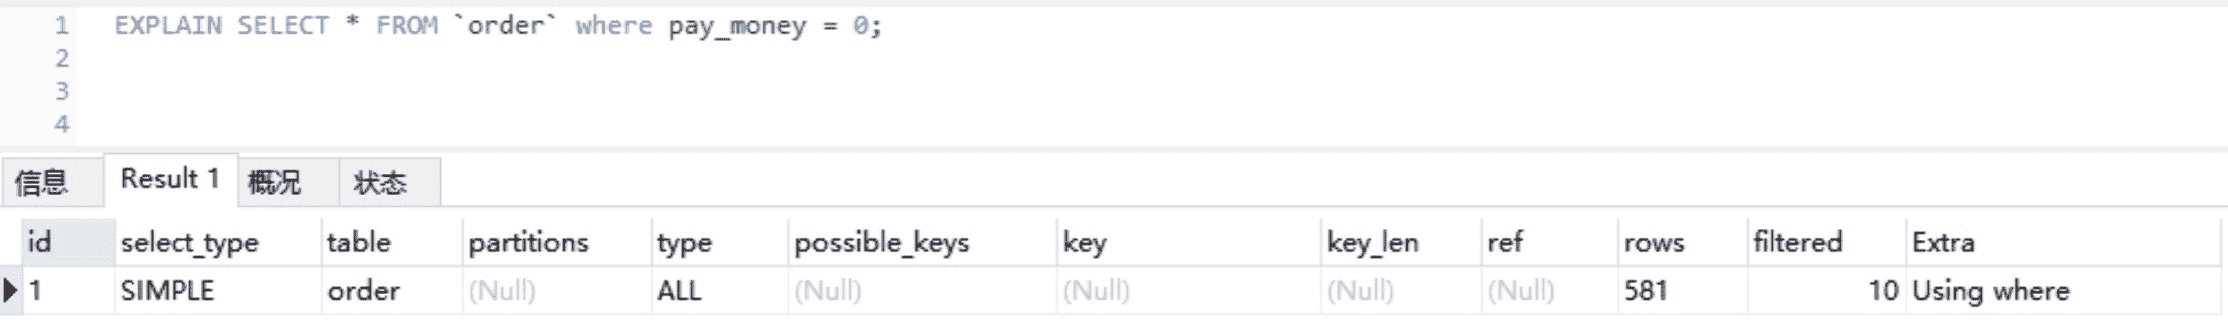 1 EXPLAIN SELECT * FROM `order` where pay_money = 0;
2
3
4
信息 Result 1 概况 状态
id select_type table partitions type possible_keys key key_len ref rows filtered Extra
1 SIMPLE order (Null) ALL (Null) (Null) (Null) (Null) 581 10 Using where